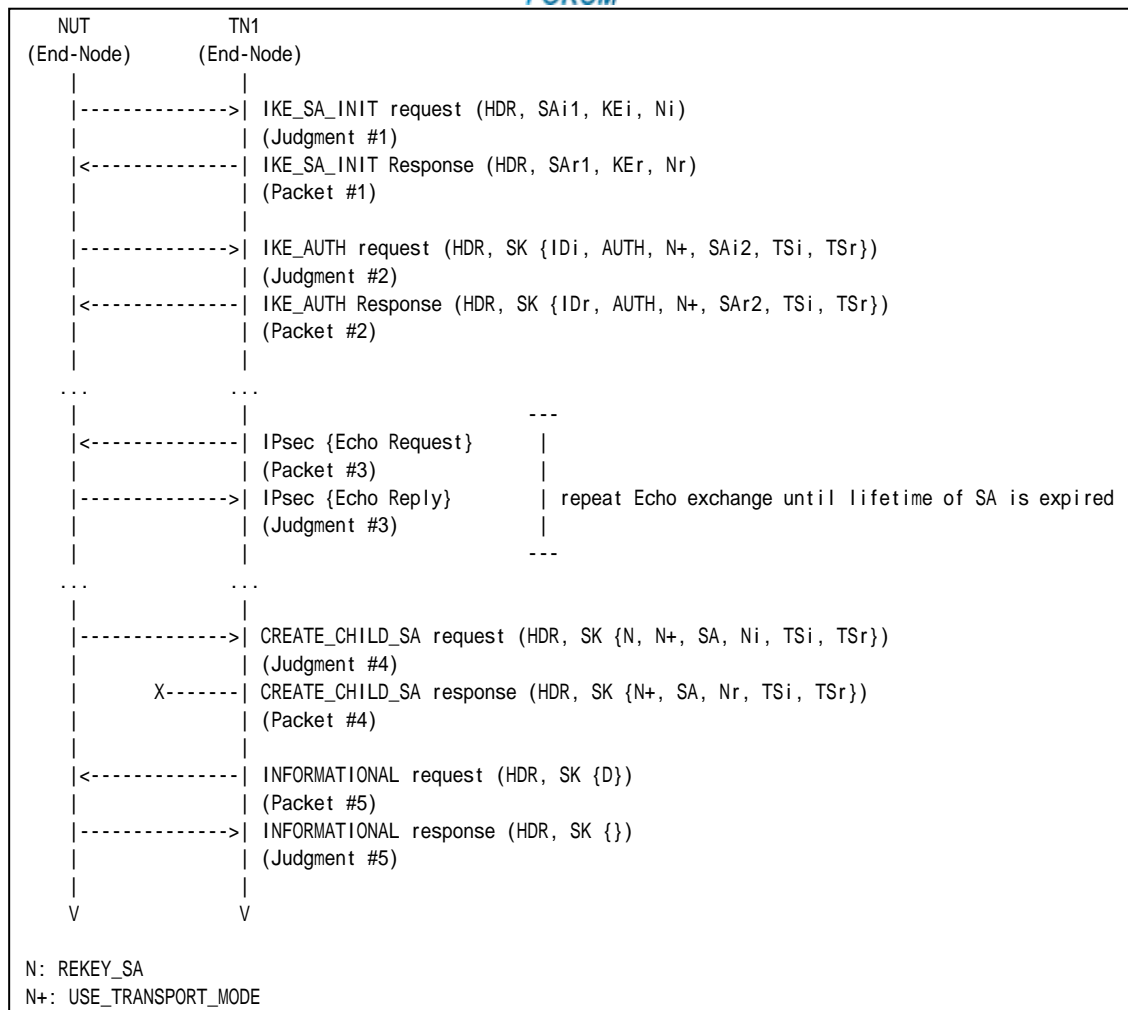 FORUM
NUT TN1
(End-Node) (End-Node)
| |
|-------------->| IKE_SA_INIT request (HDR, SAi1, KEi, Ni)
| | (Judgment #1)
|<--------------| IKE_SA_INIT Response (HDR, SAr1, KEr, Nr)
| | (Packet #1)
| |
|-------------->| IKE_AUTH request (HDR, SK {IDi, AUTH, N+, SAi2, TSi, TSr})
| | (Judgment #2)
|<--------------| IKE_AUTH Response (HDR, SK {IDr, AUTH, N+, SAr2, TSi, TSr})
| | (Packet #2)
| |
... ...
| | ---
|<--------------| IPsec {Echo Request} |
| | (Packet #3) |
|-------------->| IPsec {Echo Reply} | repeat Echo exchange until lifetime of SA is expired
| | (Judgment #3) |
| | ---
... ...
| |
|-------------->| CREATE_CHILD_SA request (HDR, SK {N, N+, SA, Ni, TSi, TSr})
| | (Judgment #4)
| X-------| CREATE_CHILD_SA response (HDR, SK {N+, SA, Nr, TSi, TSr})
| | (Packet #4)
| |
|<--------------| INFORMATIONAL request (HDR, SK {D})
| | (Packet #5)
|-------------->| INFORMATIONAL response (HDR, SK {})
| | (Judgment #5)
| |
V V
N: REKEY_SA
N+: USE_TRANSPORT_MODE